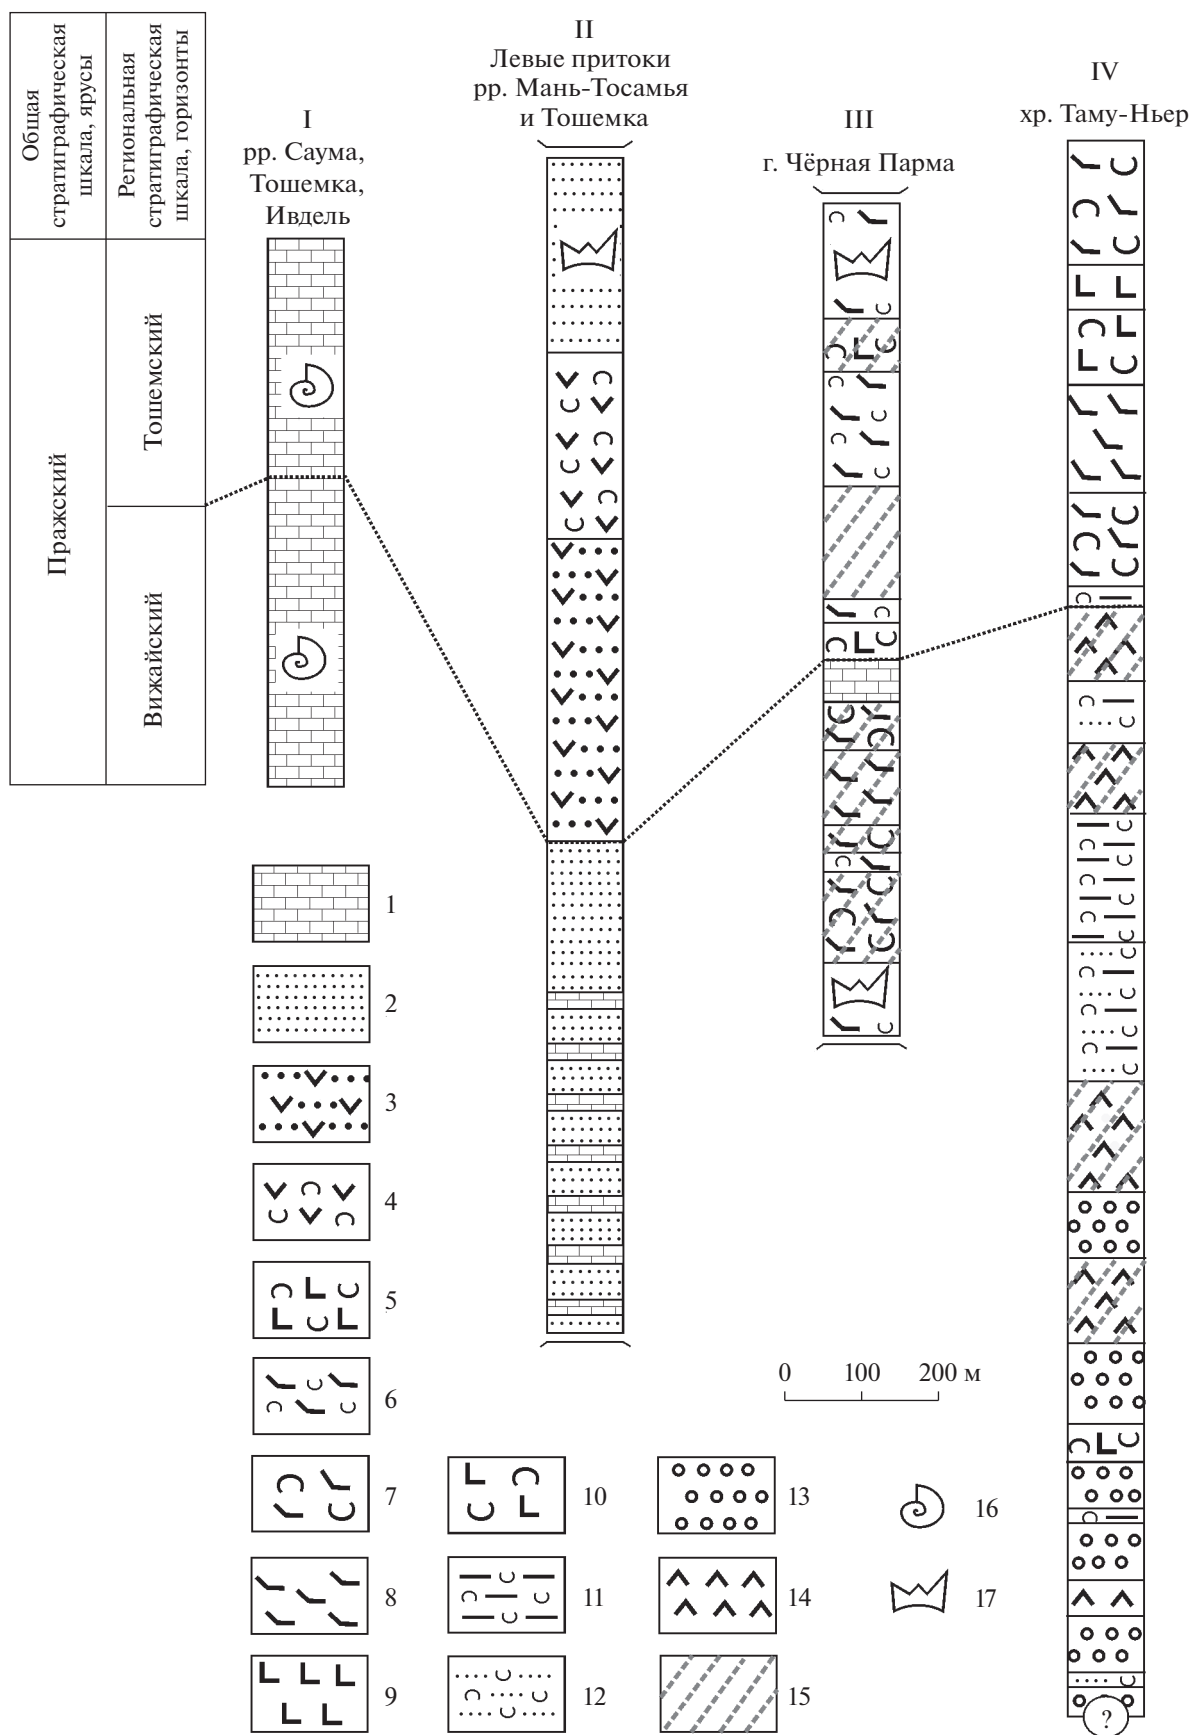 Общая
стратиграфическая
шкала, ярусы
Региональная
стратиграфическая
шкала, горизонты
Пражский
Тошемский
Вижайский
I
рр. Саума,
Тошемка,
Ивдель
II
Левые притоки
рр. Мань-Тосамья
и Тошемка
III
г. Чёрная Парма
IV
хр. Таму-Ньер
1
2
3
4
5
6
7
8
9
10
11
12
13
14
15
16
17
0 100 200 м
?